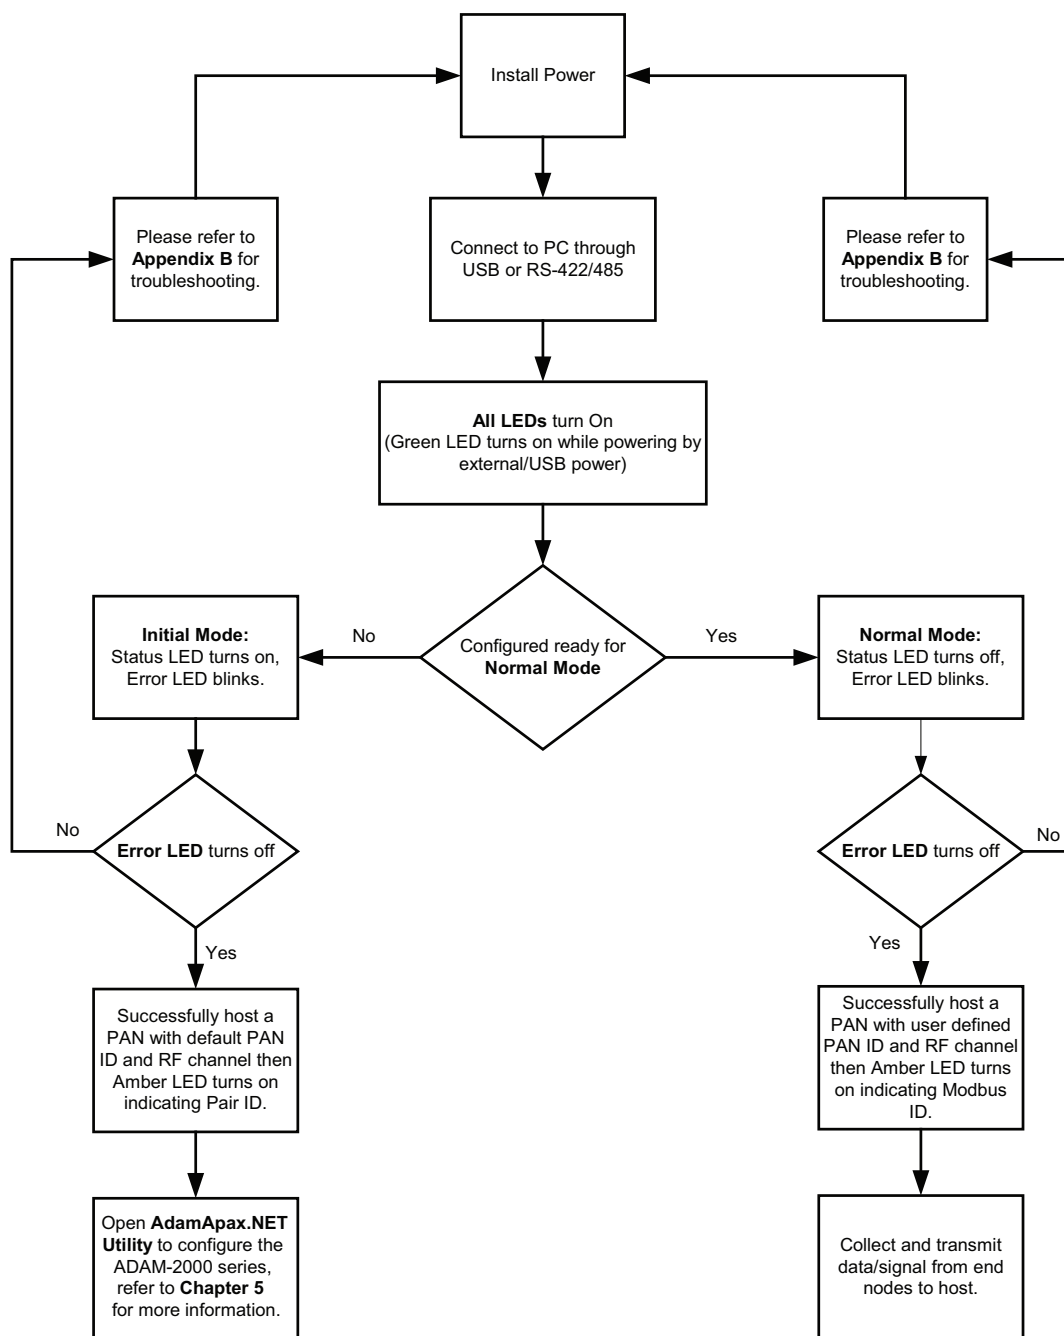 Install Power
Please refer to
Appendix B for
troubleshooting.
Connect to PC through
USB or RS-422/485
Please refer to
Appendix B for
troubleshooting.
All LEDs turn On
(Green LED turns on while powering by
external/USB power)
Initial Mode:
Status LED turns on,
Error LED blinks.
No
Configured ready for
Normal Mode
Yes
Normal Mode:
Status LED turns off,
Error LED blinks.
No
Error LED turns off
Error LED turns off
No
Yes
Yes
Successfully host a
PAN with default PAN
ID and RF channel then
Amber LED turns on
indicating Pair ID.
Successfully host a
PAN with user defined
PAN ID and RF channel
then Amber LED turns
on indicating Modbus
ID.
Open AdamApax.NET
Utility to configure the
ADAM-2000 series,
refer to Chapter 5
for more information.
Collect and transmit
data/signal from end
nodes to host.